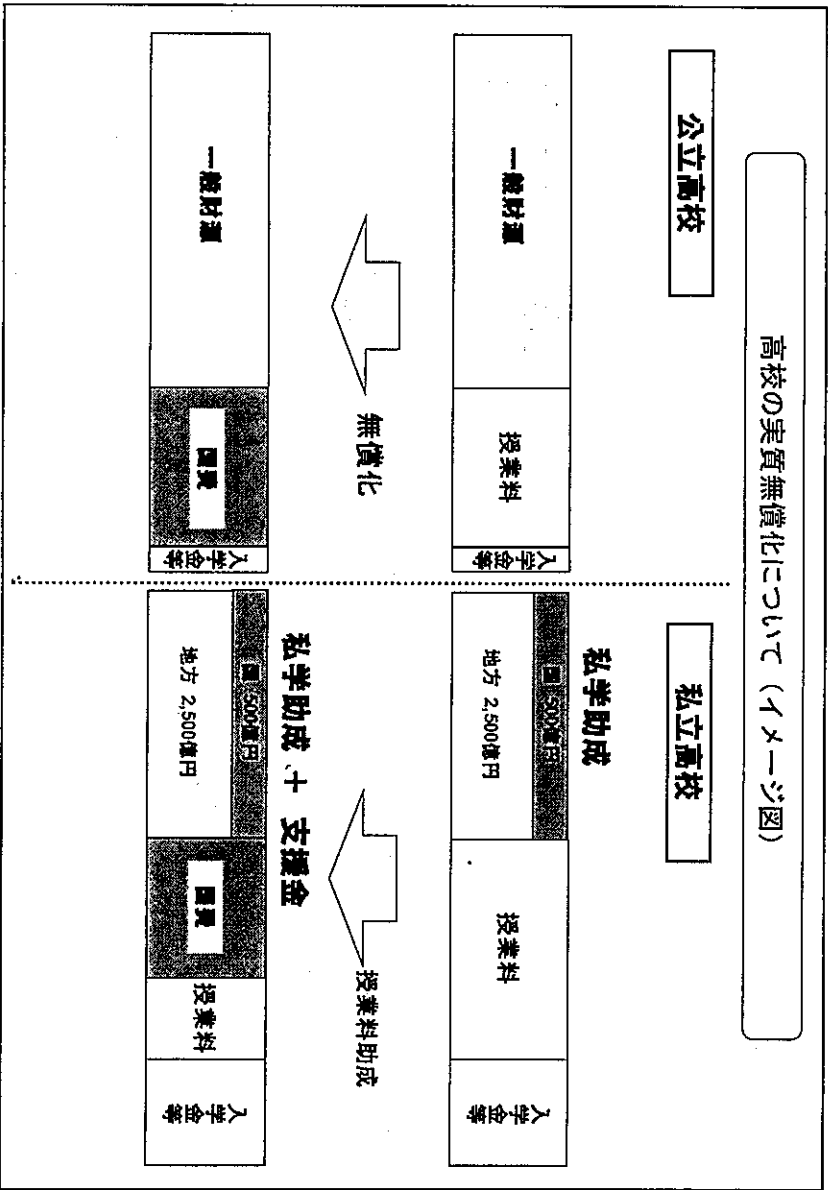 高校の実質無償化について（イメージ図）
公立高校
一般財源
授業料
入学金等
無償化
一般財源
国費
入学金等
私立高校
私学助成
国 500億円
地方 2,500億円
授業料
入学金等
授業料助成
私学助成 ＋ 支援金
国 500億円
地方 2,500億円
国費
授業料
入学金等